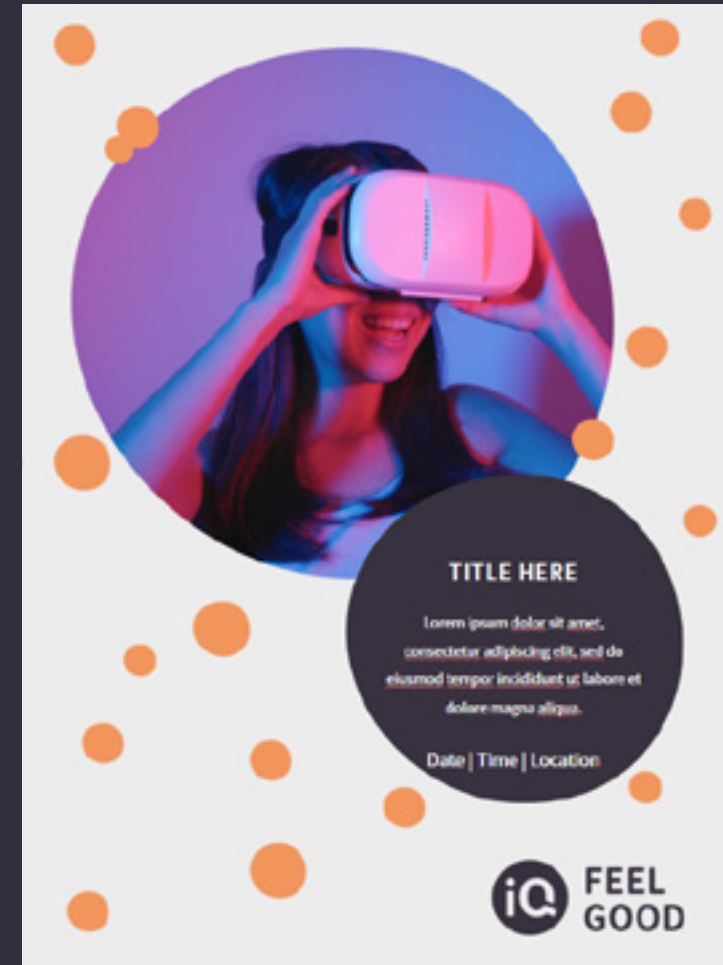 TITLE HERE
Lorem ipsum dolor sit amet,
consectetur adipiscing elit, sed do
eiusmod tempor incididunt ut labore et
dolore magna aliqua.
Date | Time | Location
iQ FEEL
GOOD